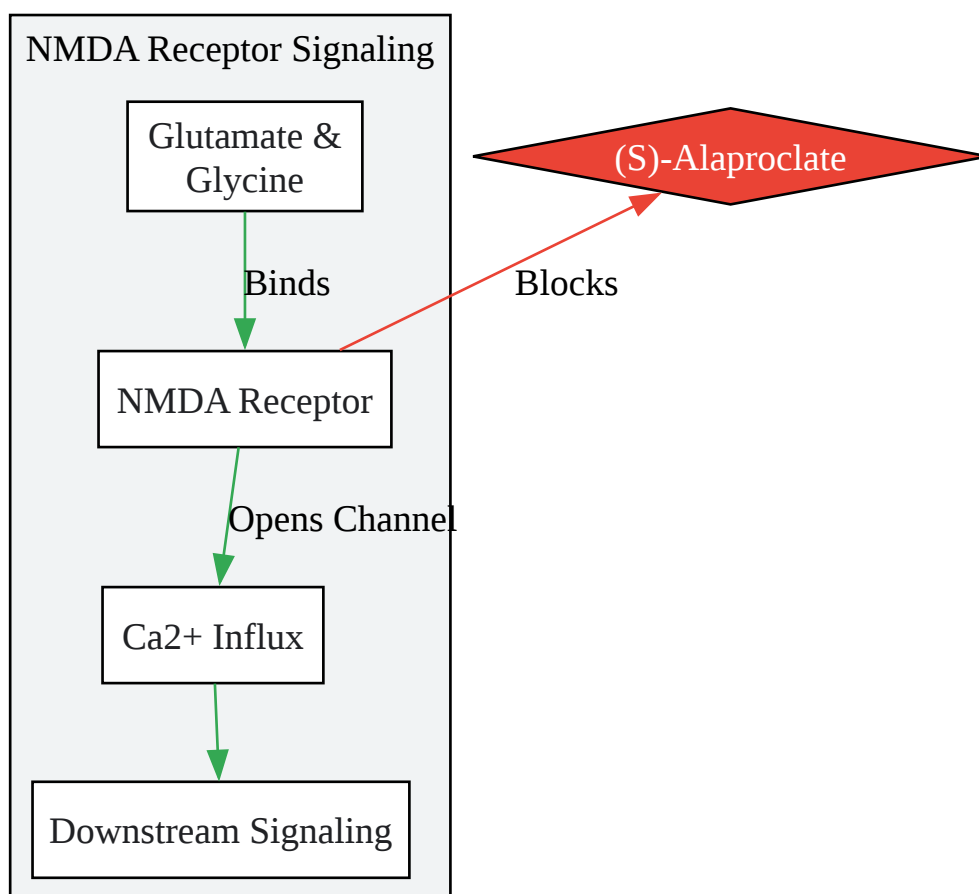 NMDA Receptor Signaling
Glutamate &
Glycine
(S)-Alaproclate
Binds
Blocks
NMDA Receptor
Opens Channel
Ca2+ Influx
Downstream Signaling